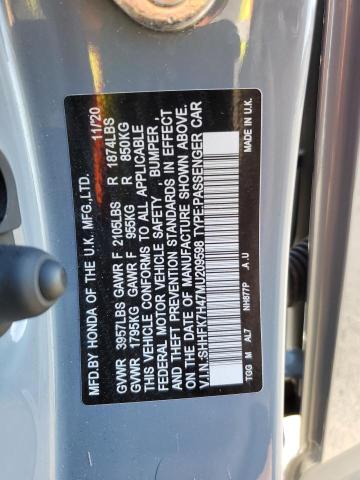 MFD.BY HONDA OF THE U.K. MFG.,LTD. 11/'20
GVWR 3957LBS GAWR F 2105LBS R 1874LBS
GVWR 1795KG GAWR F 955KG R 850KG
THIS VEHICLE CONFORMS TO ALL APPLICABLE
FEDERAL MOTOR VEHICLE SAFETY , BUMPER ,
AND THEFT PREVENTION STANDARDS IN EFFECT
ON THE DATE OF MANUFACTURE SHOWN ABOVE.
V.I.N.:SHHFK7H47MU209598 TYPE:PASSENGER CAR
TGG M AL7 NH877P .A.U MADE IN U.K.